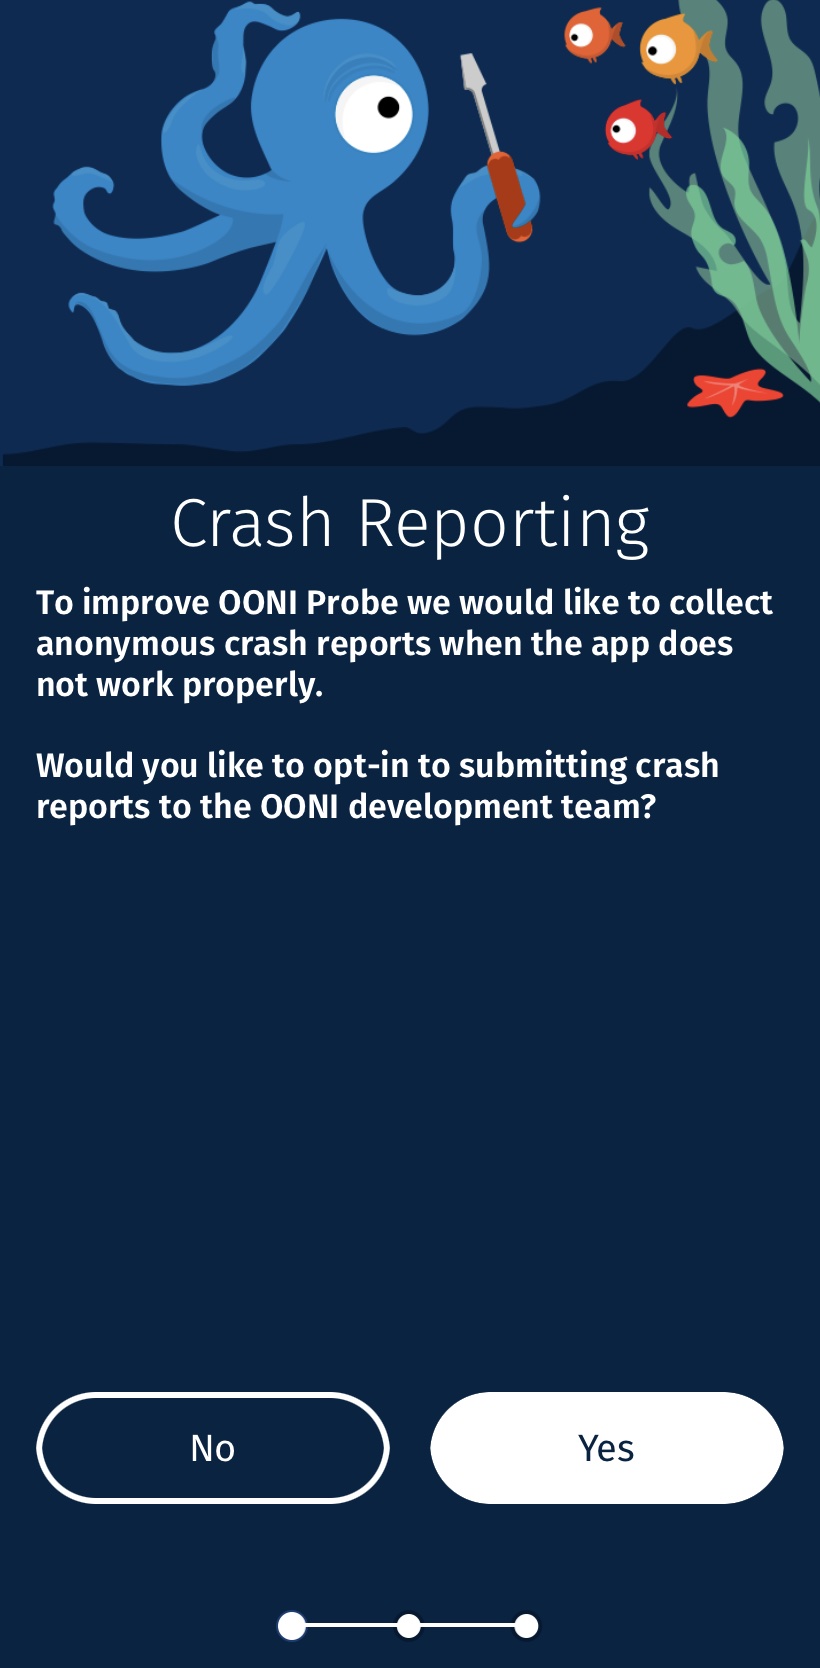 Crash Reporting
To improve OONI Probe we would like to collect
anonymous crash reports when the app does
not work properly.
Would you like to opt-in to submitting crash
reports to the OONI development team?
No
Yes